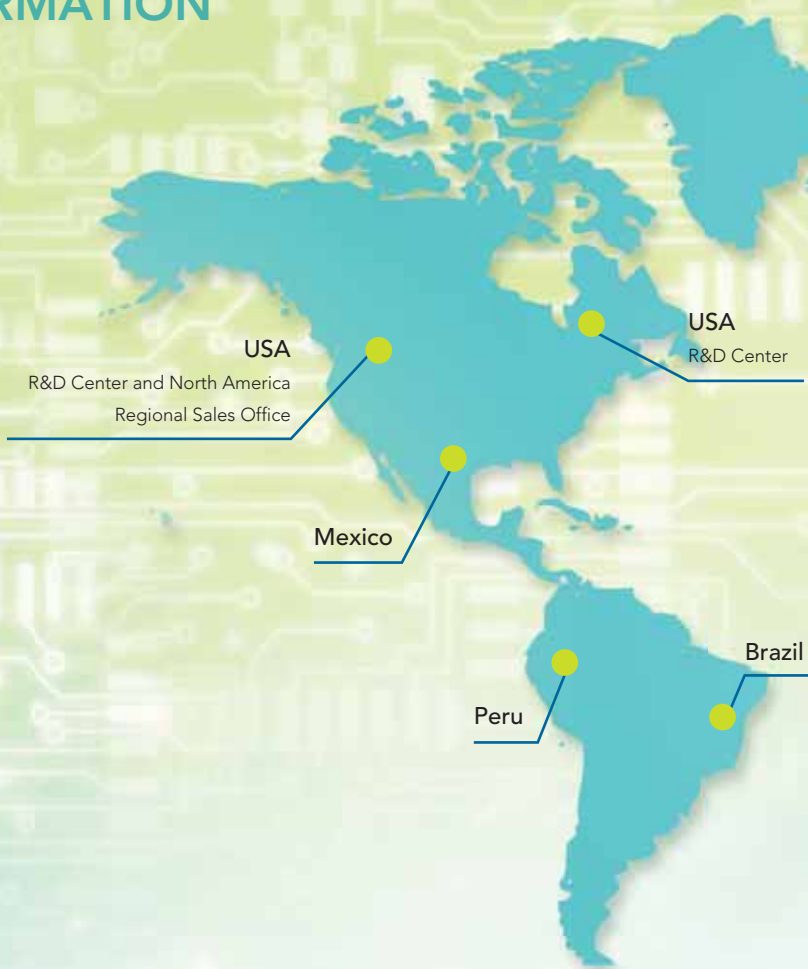 RMATION
USA
R&D Center and North America
Regional Sales Office
USA
R&D Center
Mexico
Brazil
Peru